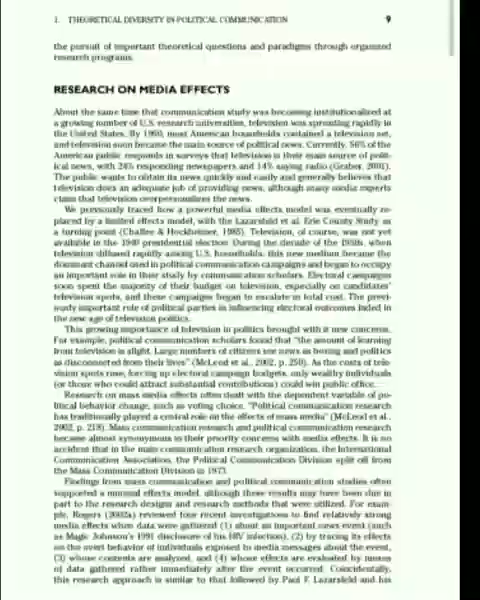 1. THEORETICAL DIVERSITY IN POLITICAL COMMUNICATION 9
the pursuit of important theoretical questions and paradigms through organized
research programs.
RESEARCH ON MEDIA EFFECTS
About the same time that communication study was becoming institutionalized at
a growing number of U.S. research universities, television was sprouting rapidly in
the United States. By 1960, most American households contained a television set,
and television soon became the main source of political news. Currently, 56% of the
American public responds in surveys that television is their main source of polit-
ical news, with 24% responding newspapers and 14% saying radio (Graber, 2001).
The public wants to obtain its news quickly and easily and generally believes that
television does an adequate job of providing news, although many media experts
claim that television overpersonalizes the news.
We previously traced how a powerful media effects model was eventually re-
placed by a limited effects model, with the Lazarsfeld et al. Erie County Study as
a turning point (Chaffee & Hochheimer, 1985). Television, of course, was not yet
available in the 1940 presidential election. During the decade of the 1950s, when
television diffused rapidly among U.S. households, this new medium became the
dominant channel used in political communication campaigns and began to occupy
an important role in their study by communication scholars. Electoral campaigns
soon spent the majority of their budget on television, especially on candidates'
television spots, and these campaigns began to escalate in total cost. The previ-
ously important role of political parties in influencing electoral outcomes faded in
the new age of television politics.
This growing importance of television in politics brought with it new concerns.
For example, political communication scholars found that "the amount of learning
from television is slight. Large numbers of citizens see news as boring and politics
as disconnected from their lives" (McLeod et al., 2002, p. 250). As the costs of tele-
vision spots rose, forcing up electoral campaign budgets, only wealthy individuals
(or those who could attract substantial contributions) could win public office.
Research on mass media effects often dealt with the dependent variable of po-
litical behavior change, such as voting choice. "Political communication research
has traditionally played a central role on the effects of mass media" (McLeod et al.,
2002, p. 218). Mass communication research and political communication research
became almost synonymous in their priority concerns with media effects. It is no
accident that in the main communication research organization, the International
Communication Association, the Political Communication Division split off from
the Mass Communication Division in 1973.
Findings from mass communication and political communication studies often
supported a minimal effects model, although these results may have been due in
part to the research designs and research methods that were utilized. For exam-
ple, Rogers (2002a) reviewed four recent investigations to find relatively strong
media effects when data were gathered (1) about an important news event (such
as Magic Johnson's 1991 disclosure of his HIV infection), (2) by tracing its effects
on the overt behavior of individuals exposed to media messages about the event,
(3) whose contents are analyzed, and (4) whose effects are evaluated by means
of data gathered rather immediately after the event occurred. Coincidentally,
this research approach is similar to that followed by Paul F. Lazarsfeld and his